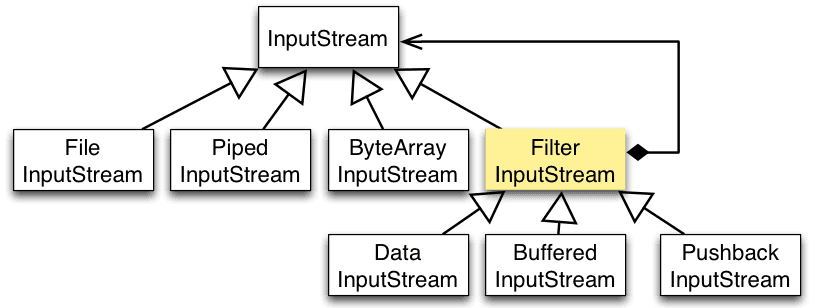 InputStream
File
InputStream
Piped
InputStream
ByteArray
InputStream
Filter
InputStream
Data
InputStream
Buffered
InputStream
Pushback
InputStream